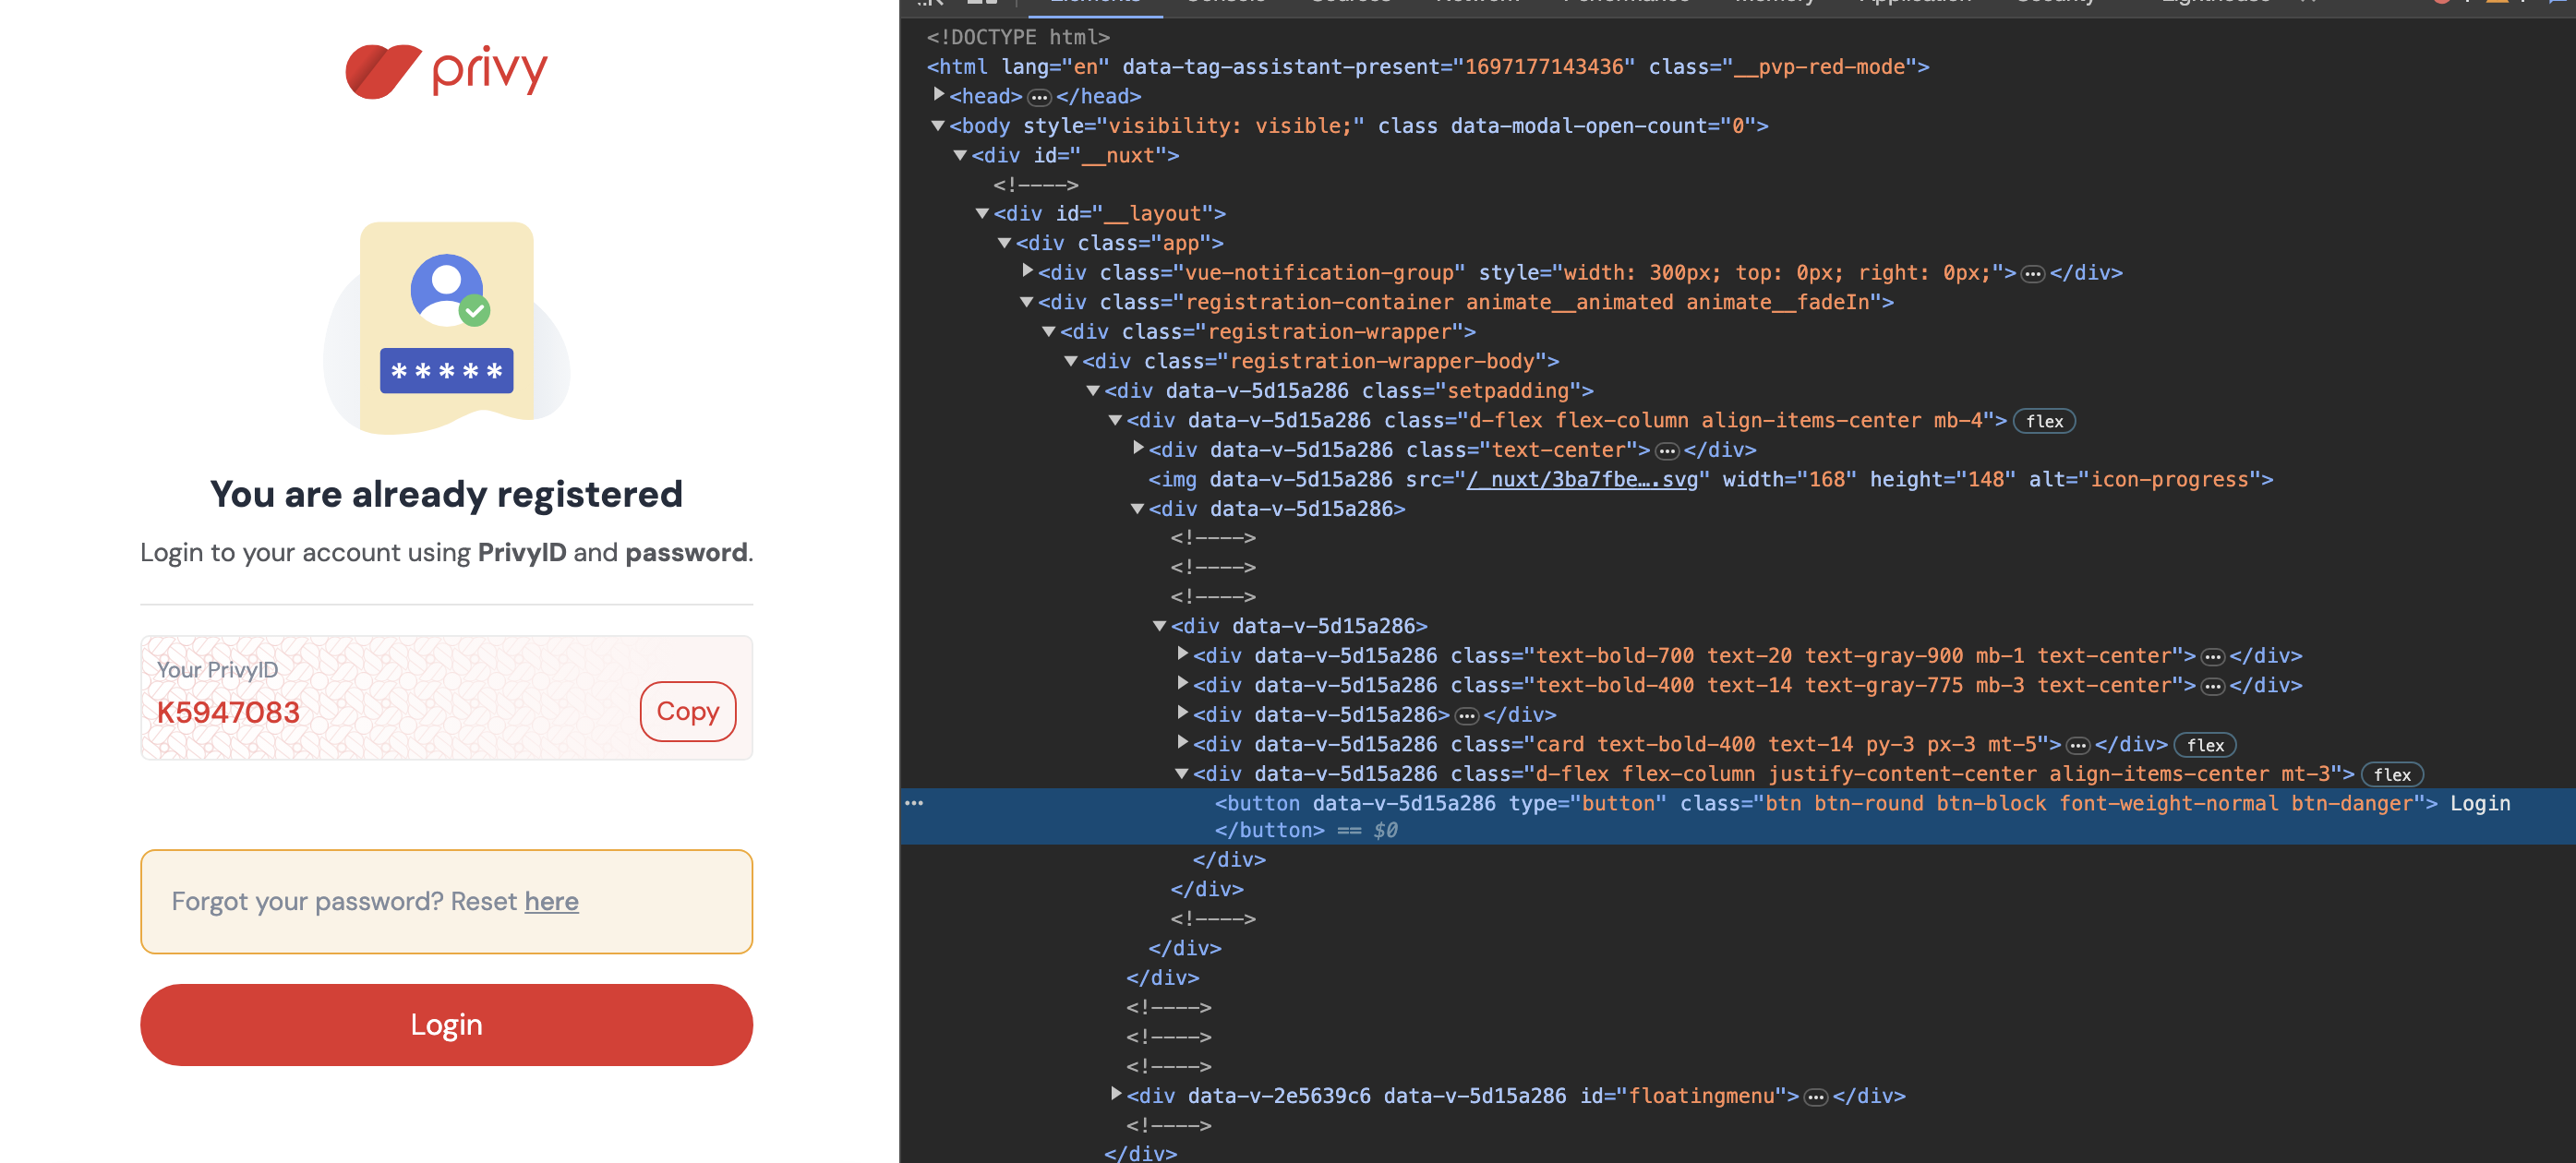 privy
*****
You are already registered
Login to your account using PrivyID and password.
Your PrivyID
K5947083
Copy
Forgot your password? Reset here
Login
Elements Console Sources Network Performance Memory Application Security Lighthouse
<!DOCTYPE html>
<html lang="en" data-tag-assistant-present="1697177143436" class="__pvp-red-mode">
<head>…</head>
<body style="visibility: visible;" class data-modal-open-count="0">
<div id="__nuxt">
<!---->
<div id="__layout">
<div class="app">
<div class="vue-notification-group" style="width: 300px; top: 0px; right: 0px;">…</div>
<div class="registration-container animate__animated animate__fadeIn">
<div class="registration-wrapper">
<div class="registration-wrapper-body">
<div data-v-5d15a286 class="setpadding">
<div data-v-5d15a286 class="d-flex flex-column align-items-center mb-4"> flex
<div data-v-5d15a286 class="text-center">…</div>
<img data-v-5d15a286 src="/_nuxt/3ba7fbe….svg" width="168" height="148" alt="icon-progress">
<div data-v-5d15a286>
<!---->
<!---->
<!---->
<div data-v-5d15a286>
<div data-v-5d15a286 class="text-bold-700 text-20 text-gray-900 mb-1 text-center">…</div>
<div data-v-5d15a286 class="text-bold-400 text-14 text-gray-775 mb-3 text-center">…</div>
<div data-v-5d15a286>…</div>
<div data-v-5d15a286 class="card text-bold-400 text-14 py-3 px-3 mt-5">…</div> flex
<div data-v-5d15a286 class="d-flex flex-column justify-content-center align-items-center mt-3"> flex
… <button data-v-5d15a286 type="button" class="btn btn-round btn-block font-weight-normal btn-danger"> Login
</button> == $0
</div>
</div>
<!---->
</div>
</div>
<!---->
<!---->
<!---->
<div data-v-2e5639c6 data-v-5d15a286 id="floatingmenu">…</div>
<!---->
</div>